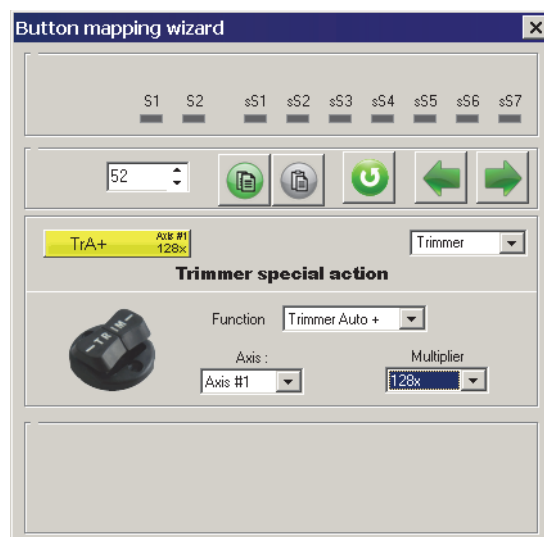 Button mapping wizard
S1 S2 sS1 sS2 sS3 sS4 sS5 sS6 sS7
52
TrA+ Axis #1 128x Trimmer
Trimmer special action
-TRIM-
Function Trimmer Auto +
Axis : Multiplier
Axis #1 128x